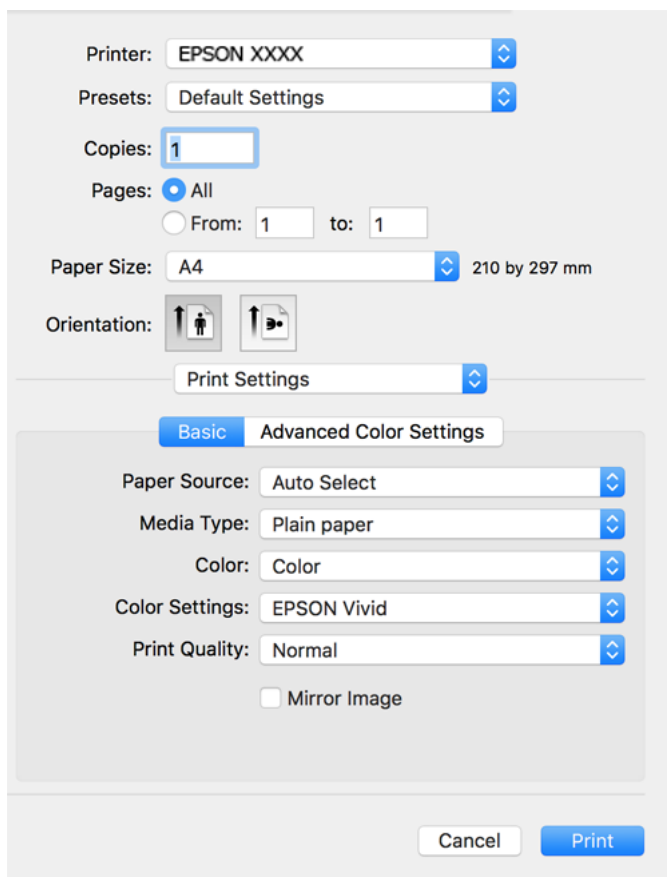 Printer: EPSON XXXX
Presets: Default Settings
Copies: 1
Pages: All
From: 1 to: 1
Paper Size: A4 210 by 297 mm
Orientation:
Print Settings
Basic Advanced Color Settings
Paper Source: Auto Select
Media Type: Plain paper
Color: Color
Color Settings: EPSON Vivid
Print Quality: Normal
Mirror Image
Cancel Print